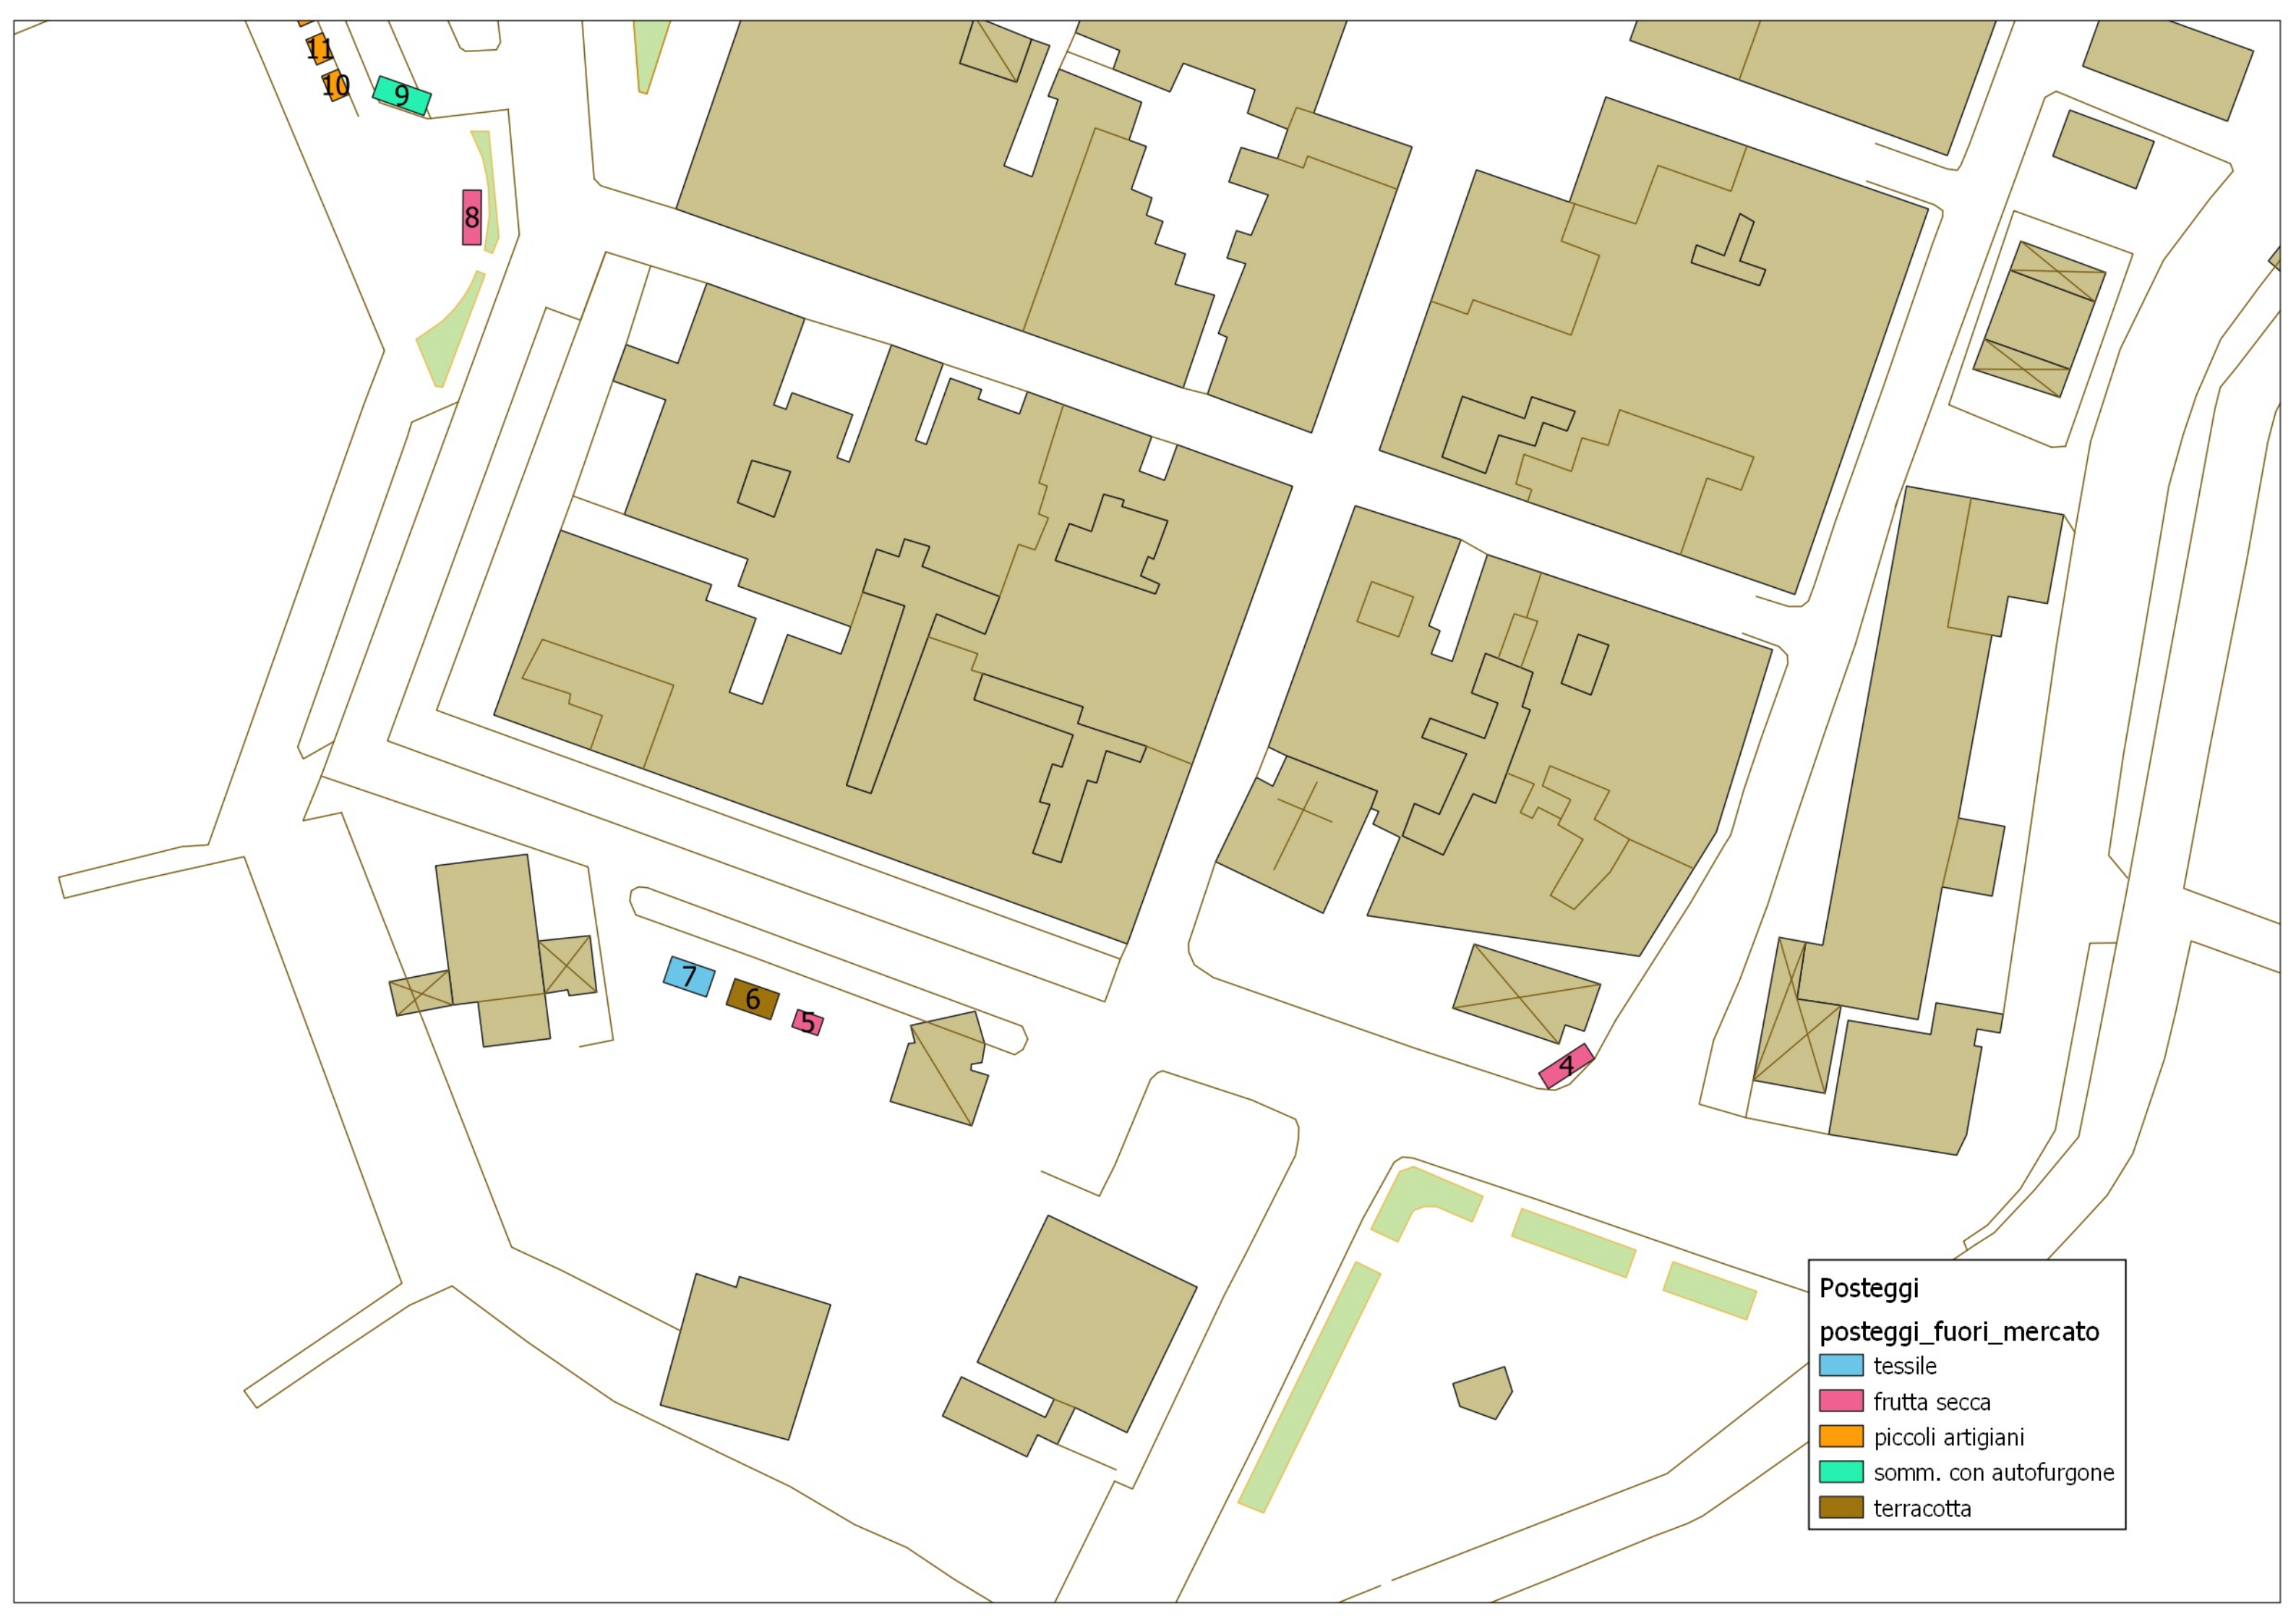 11
10
9
8
7
6
5
4
Posteggi
posteggi_fuori_mercato
tessile
frutta secca
piccoli artigiani
somm. con autofurgone
terracotta